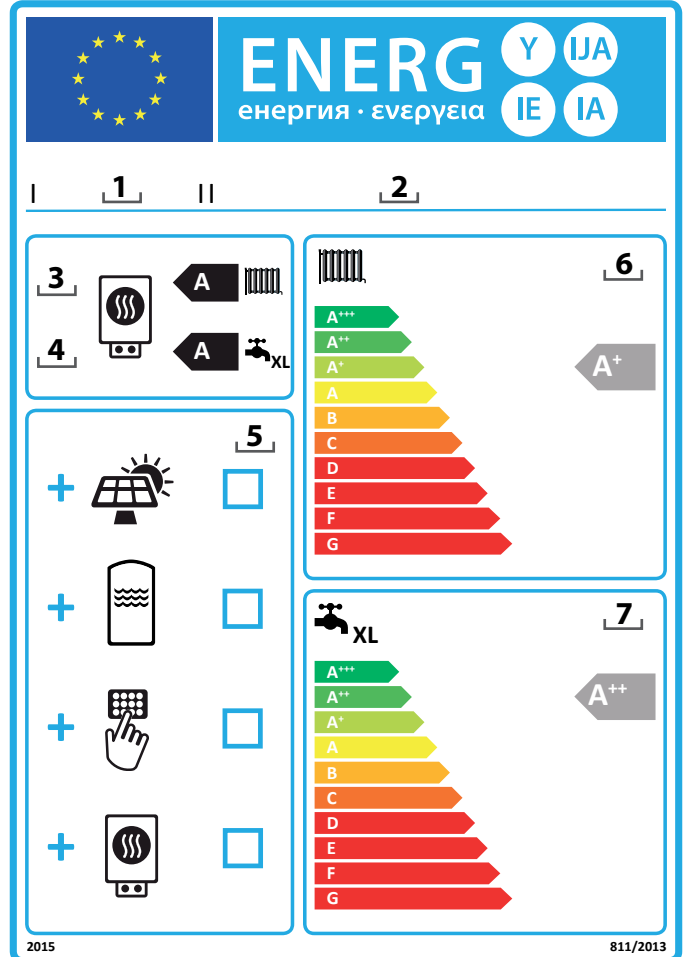 ENERG
енергия · ενεργεια
Y IJA
IE IA
I 1 II 2
3 A
4 A XL
5
+
+
+
+
6
A+++
A++
A+
A
B
C
D
E
F
G
A+
XL 7
A+++
A++
A+
A
B
C
D
E
F
G
A++
2015 811/2013